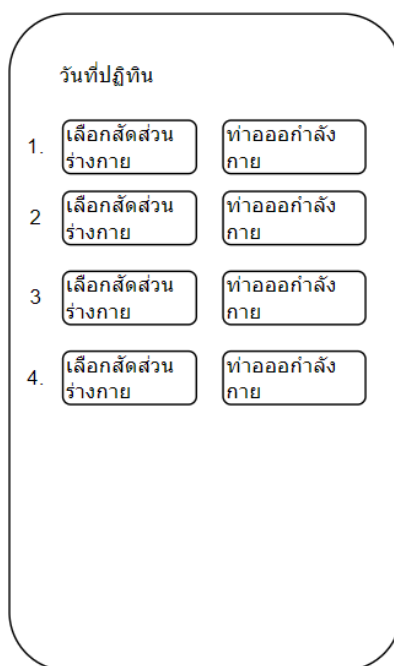 วันที่ปฏิทิน
1. เลือกสัดส่วน ท่าอออกำลัง
ร่างกาย กาย
2 เลือกสัดส่วน ท่าอออกำลัง
ร่างกาย กาย
3 เลือกสัดส่วน ท่าอออกำลัง
ร่างกาย กาย
4. เลือกสัดส่วน ท่าอออกำลัง
ร่างกาย กาย